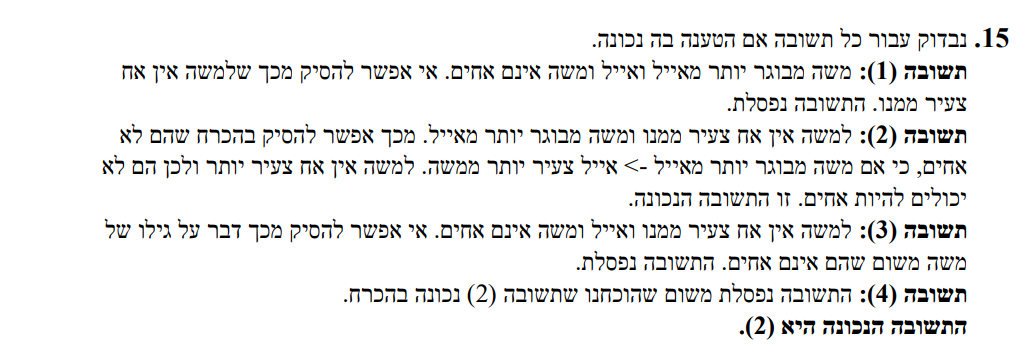 15. נבדוק עבור כל תשובה אם הטענה בה נכונה.
תשובה (1): משה מבוגר יותר מאייל ואייל ומשה אינם אחים. אי אפשר להסיק מכך שלמשה אין אח
צעיר ממנו. התשובה נפסלת.
תשובה (2): למשה אין אח צעיר ממנו ומשה מבוגר יותר מאייל. מכך אפשר להסיק בהכרח שהם לא
אחים, כי אם משה מבוגר יותר מאייל -> אייל צעיר יותר ממשה. למשה אין אח צעיר יותר ולכן הם לא
יכולים להיות אחים. זו התשובה הנכונה.
תשובה (3): למשה אין אח צעיר ממנו ואייל ומשה אינם אחים. אי אפשר להסיק מכך דבר על גילו של
משה משום שהם אינם אחים. התשובה נפסלת.
תשובה (4): התשובה נפסלת משום שהוכחנו שתשובה (2) נכונה בהכרח.
התשובה הנכונה היא (2).